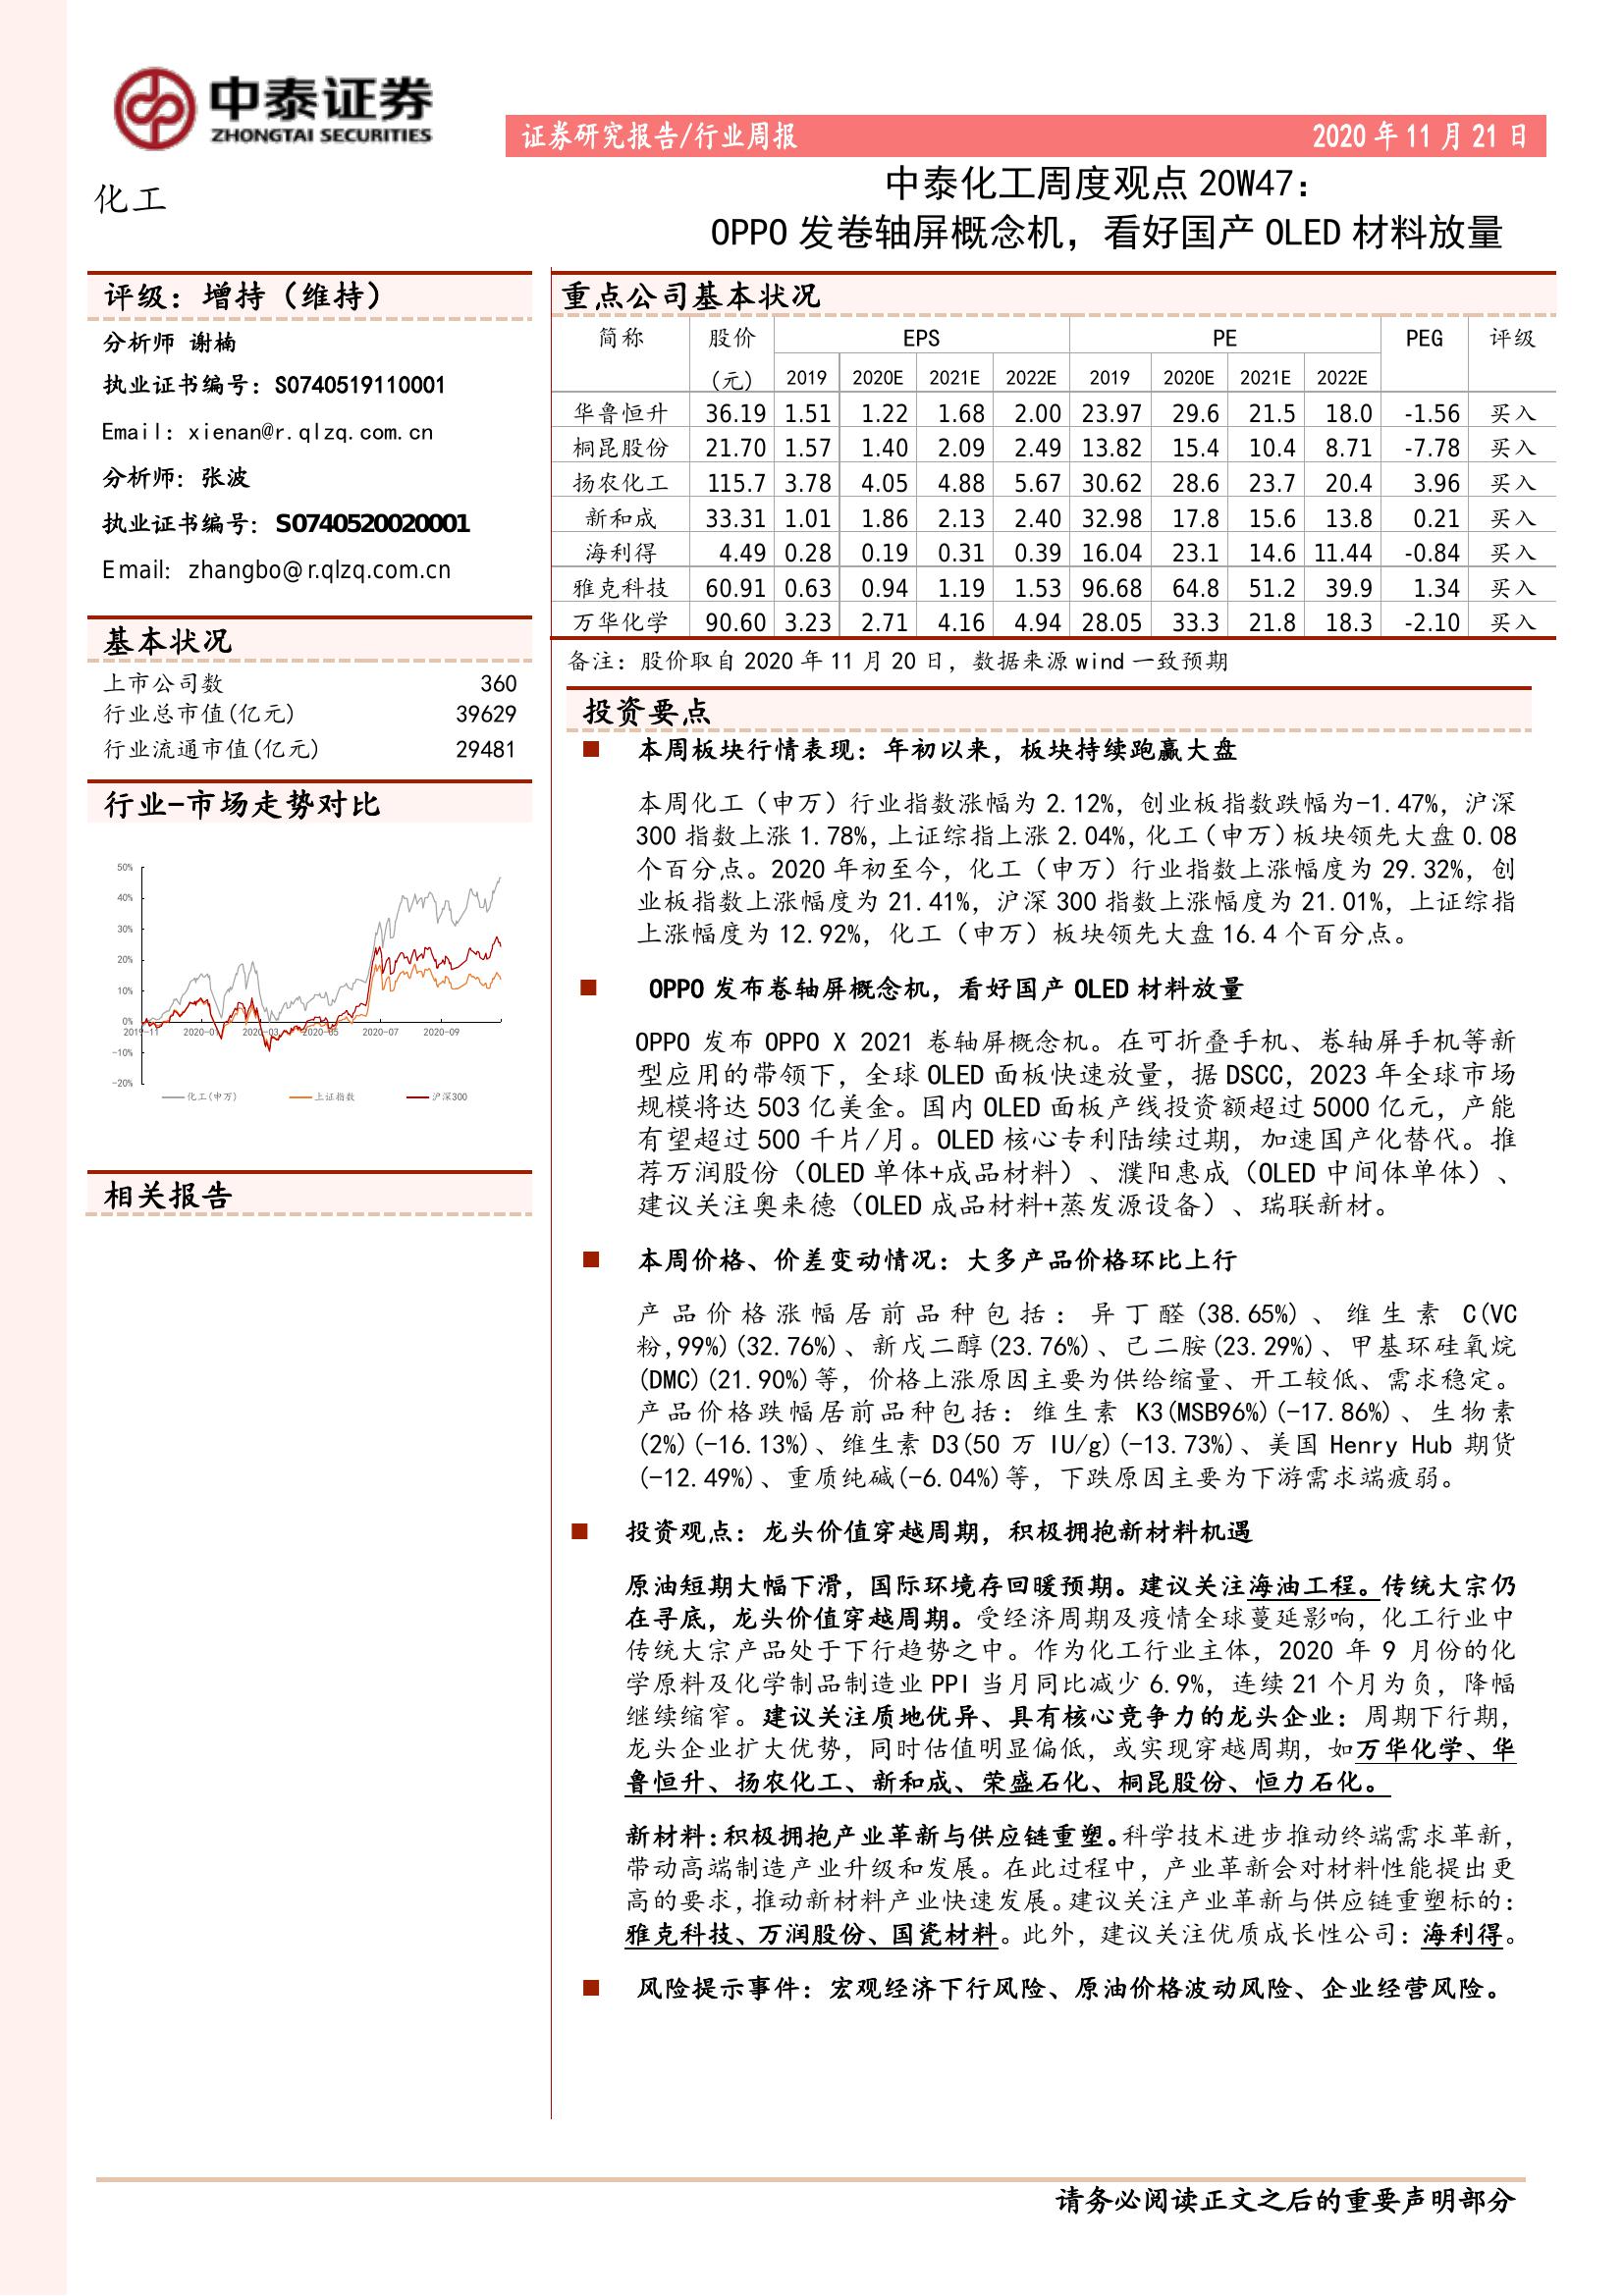 中泰证券
ZHONGTAI SECURITIES
证券研究报告/行业周报 2020 年 11 月 21 日
化工
中泰化工周度观点 20W47：
OPPO 发卷轴屏概念机，看好国产 OLED 材料放量
评级：增持（维持）
分析师 谢楠
执业证书编号：S0740519110001
Email：xienan@r.qlzq.com.cn
分析师：张波
执业证书编号：S0740520020001
Email：zhangbo@r.qlzq.com.cn
基本状况
上市公司数 360
行业总市值(亿元) 39629
行业流通市值(亿元) 29481
行业-市场走势对比
50%
40%
30%
20%
10%
0%
-10%
-20%
2019-11 2020-01 2020-03 2020-05 2020-07 2020-09
化工(申万) 上证指数 沪深300
相关报告
重点公司基本状况
简称 股价 EPS PE PEG 评级
(元) 2019 2020E 2021E 2022E 2019 2020E 2021E 2022E
华鲁恒升 36.19 1.51 1.22 1.68 2.00 23.97 29.6 21.5 18.0 -1.56 买入
桐昆股份 21.70 1.57 1.40 2.09 2.49 13.82 15.4 10.4 8.71 -7.78 买入
扬农化工 115.7 3.78 4.05 4.88 5.67 30.62 28.6 23.7 20.4 3.96 买入
新和成 33.31 1.01 1.86 2.13 2.40 32.98 17.8 15.6 13.8 0.21 买入
海利得 4.49 0.28 0.19 0.31 0.39 16.04 23.1 14.6 11.44 -0.84 买入
雅克科技 60.91 0.63 0.94 1.19 1.53 96.68 64.8 51.2 39.9 1.34 买入
万华化学 90.60 3.23 2.71 4.16 4.94 28.05 33.3 21.8 18.3 -2.10 买入
备注：股价取自 2020 年 11 月 20 日，数据来源 wind 一致预期
投资要点
■ 本周板块行情表现：年初以来，板块持续跑赢大盘
本周化工（申万）行业指数涨幅为 2.12%，创业板指数跌幅为-1.47%，沪深
300 指数上涨 1.78%，上证综指上涨 2.04%，化工（申万）板块领先大盘 0.08
个百分点。2020 年初至今，化工（申万）行业指数上涨幅度为 29.32%，创
业板指数上涨幅度为 21.41%，沪深 300 指数上涨幅度为 21.01%，上证综指
上涨幅度为 12.92%，化工（申万）板块领先大盘 16.4 个百分点。
■ OPPO 发布卷轴屏概念机，看好国产 OLED 材料放量
OPPO 发布 OPPO X 2021 卷轴屏概念机。在可折叠手机、卷轴屏手机等新
型应用的带领下，全球 OLED 面板快速放量，据 DSCC，2023 年全球市场
规模将达 503 亿美金。国内 OLED 面板产线投资额超过 5000 亿元，产能
有望超过 500 千片/月。OLED 核心专利陆续过期，加速国产化替代。推
荐万润股份（OLED 单体+成品材料）、濮阳惠成（OLED 中间体单体）、
建议关注奥来德（OLED 成品材料+蒸发源设备）、瑞联新材。
■ 本周价格、价差变动情况：大多产品价格环比上行
产品价格涨幅居前品种包括：异丁醛(38.65%)、维生素 C(VC
粉,99%)(32.76%)、新戊二醇(23.76%)、己二胺(23.29%)、甲基环硅氧烷
(DMC)(21.90%)等，价格上涨原因主要为供给缩量、开工较低、需求稳定。
产品价格跌幅居前品种包括：维生素 K3(MSB96%)(-17.86%)、生物素
(2%)(-16.13%)、维生素 D3(50 万 IU/g)(-13.73%)、美国 Henry Hub 期货
(-12.49%)、重质纯碱(-6.04%)等，下跌原因主要为下游需求端疲弱。
■ 投资观点：龙头价值穿越周期，积极拥抱新材料机遇
原油短期大幅下滑，国际环境存回暖预期。建议关注海油工程。传统大宗仍
在寻底，龙头价值穿越周期。受经济周期及疫情全球蔓延影响，化工行业中
传统大宗产品处于下行趋势之中。作为化工行业主体，2020 年 9 月份的化
学原料及化学制品制造业 PPI 当月同比减少 6.9%，连续 21 个月为负，降幅
继续缩窄。建议关注质地优异、具有核心竞争力的龙头企业：周期下行期，
龙头企业扩大优势，同时估值明显偏低，或实现穿越周期，如万华化学、华
鲁恒升、扬农化工、新和成、荣盛石化、桐昆股份、恒力石化。
新材料：积极拥抱产业革新与供应链重塑。科学技术进步推动终端需求革新，
带动高端制造产业升级和发展。在此过程中，产业革新会对材料性能提出更
高的要求，推动新材料产业快速发展。建议关注产业革新与供应链重塑标的：
雅克科技、万润股份、国瓷材料。此外，建议关注优质成长性公司：海利得。
■ 风险提示事件：宏观经济下行风险、原油价格波动风险、企业经营风险。
请务必阅读正文之后的重要声明部分